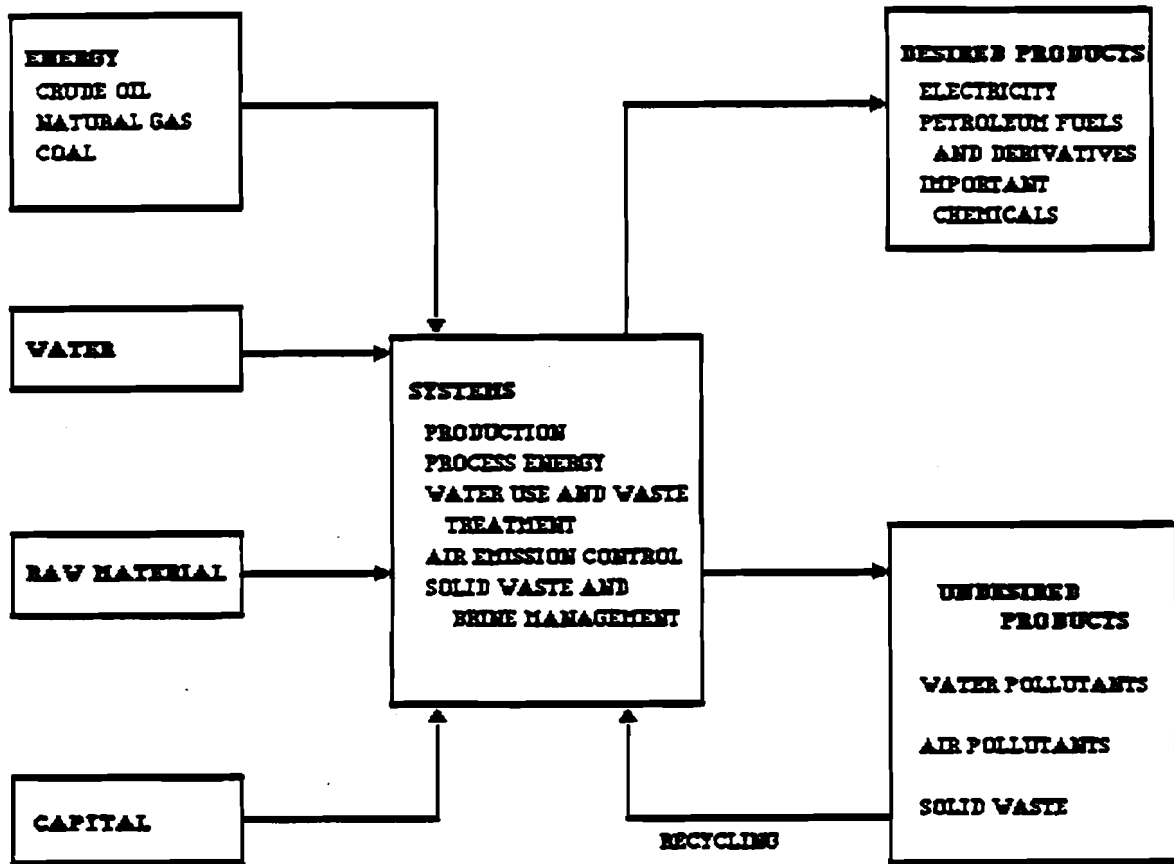 ENERGY
CRUDE OIL
NATURAL GAS
COAL
WATER
RAW MATERIAL
CAPITAL
SYSTEMS
PRODUCTION
PROCESS ENERGY
WATER USE AND WASTE
TREATMENT
AIR EMISSION CONTROL
SOLID WASTE AND
BRINE MANAGEMENT
DESIRED PRODUCTS
ELECTRICITY
PETROLEUM FUELS
AND DERIVATIVES
IMPORTANT
CHEMICALS
UNDESIRED
PRODUCTS
WATER POLLUTANTS
AIR POLLUTANTS
SOLID WASTE
RECYCLING